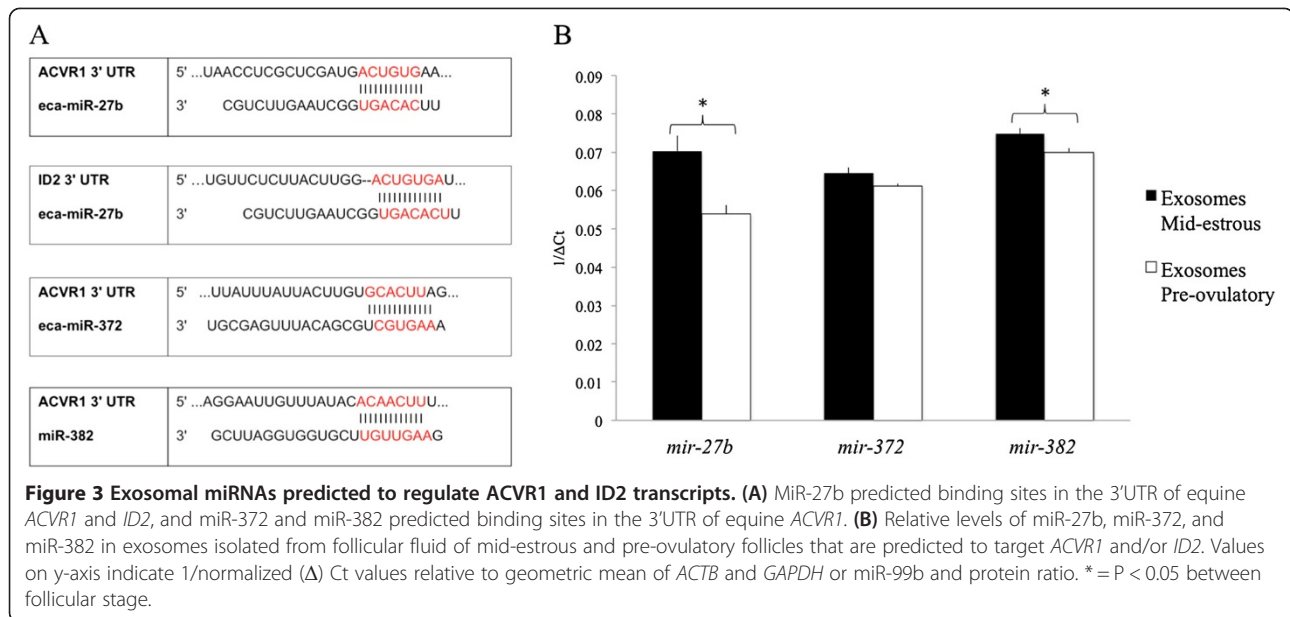 A
ACVR1 3' UTR 5' ...UAACCUCGCUCGAUGACUGUGAA...
eca-miR-27b 3' CGUCUUGAAUCGGUGACACUU
ID2 3' UTR 5' ...UGUUCUCUUACUUGG--ACUGUGAU...
eca-miR-27b 3' CGUCUUGAAUCGGUGACACUU
ACVR1 3' UTR 5' ...UUAUUUAUUACUUGUGCACUUAG...
eca-miR-372 3' UGCGAGUUUACAGCGUCGUGAAA
ACVR1 3' UTR 5' ...AGGAAUUGUUUAUACACAACUUU...
miR-382 3' GCUUAGGUGGUGCUUGUUGAAG
B
0.09
0.08
0.07
0.06
0.05
0.04
0.03
0.02
0.01
0
1/ΔCt
*
*
mir-27b
mir-372
mir-382
Exosomes
Mid-estrous
Exosomes
Pre-ovulatory
Figure 3 Exosomal miRNAs predicted to regulate ACVR1 and ID2 transcripts. (A) MiR-27b predicted binding sites in the 3'UTR of equine
ACVR1 and ID2, and miR-372 and miR-382 predicted binding sites in the 3'UTR of equine ACVR1. (B) Relative levels of miR-27b, miR-372, and
miR-382 in exosomes isolated from follicular fluid of mid-estrous and pre-ovulatory follicles that are predicted to target ACVR1 and/or ID2. Values
on y-axis indicate 1/normalized (Δ) Ct values relative to geometric mean of ACTB and GAPDH or miR-99b and protein ratio. * = P < 0.05 between
follicular stage.